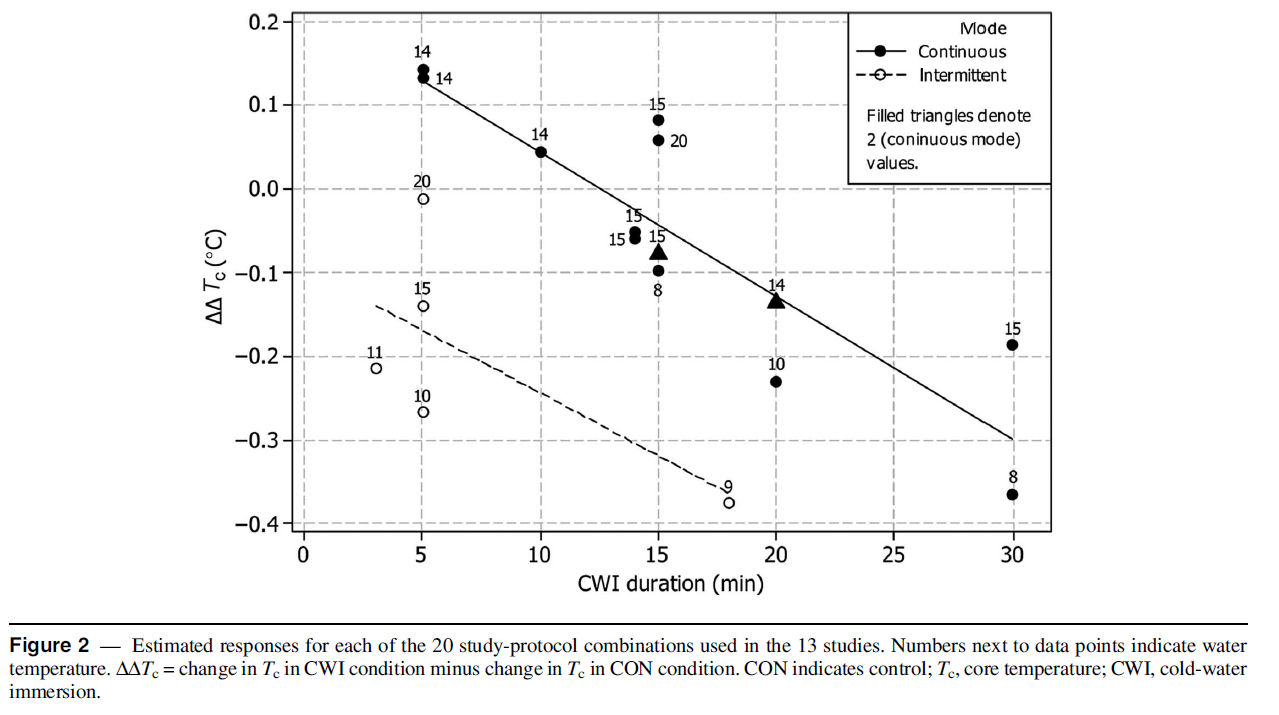 0.2
0.1
0.0
−0.1
−0.2
−0.3
−0.4
ΔΔ Tc (°C)
0 5 10 15 20 25 30
CWI duration (min)
Mode
Continuous
Intermittent
Filled triangles denote
2 (coninuous mode)
values.
14
14
14
15
20
20
15
15
15
8
15
14
11
10
10
15
9
8
Figure 2 — Estimated responses for each of the 20 study-protocol combinations used in the 13 studies. Numbers next to data points indicate water
temperature. ΔΔTc = change in Tc in CWI condition minus change in Tc in CON condition. CON indicates control; Tc, core temperature; CWI, cold-water
immersion.